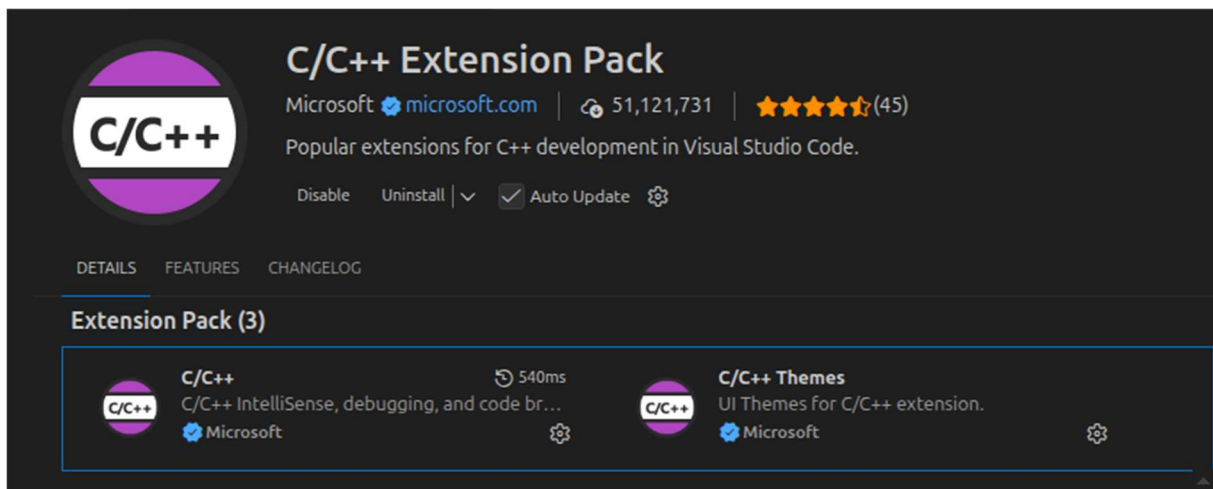 C/C++ Extension Pack
C/C++
Microsoft microsoft.com | 51,121,731 | (45)
Popular extensions for C++ development in Visual Studio Code.
Disable Uninstall | Auto Update
DETAILS FEATURES CHANGELOG
Extension Pack (3)
C/C++
C/C++ 540ms
C/C++ IntelliSense, debugging, and code br...
Microsoft
C/C++
C/C++ Themes
UI Themes for C/C++ extension.
Microsoft